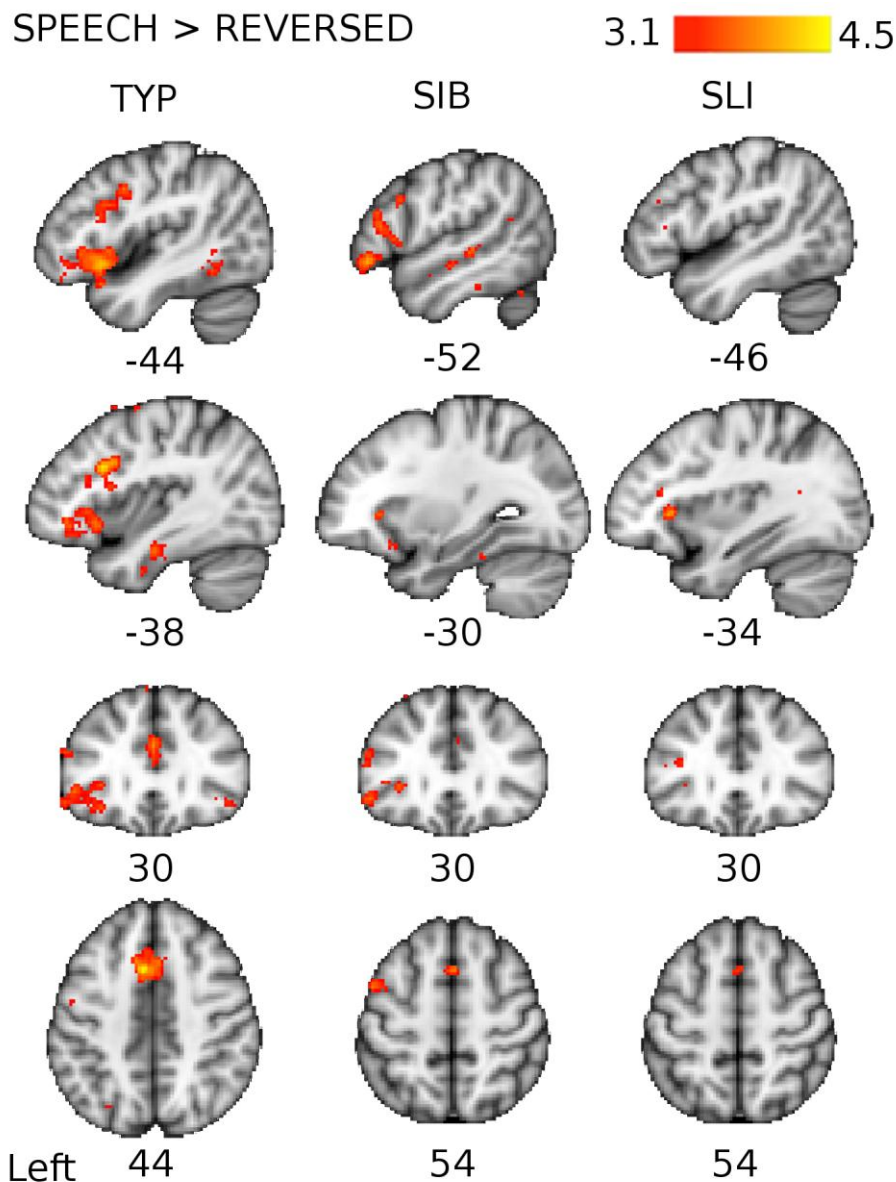 SPEECH > REVERSED 3.1 4.5
TYP SIB SLI
-44 -52 -46
-38 -30 -34
30 30 30
Left 44 54 54